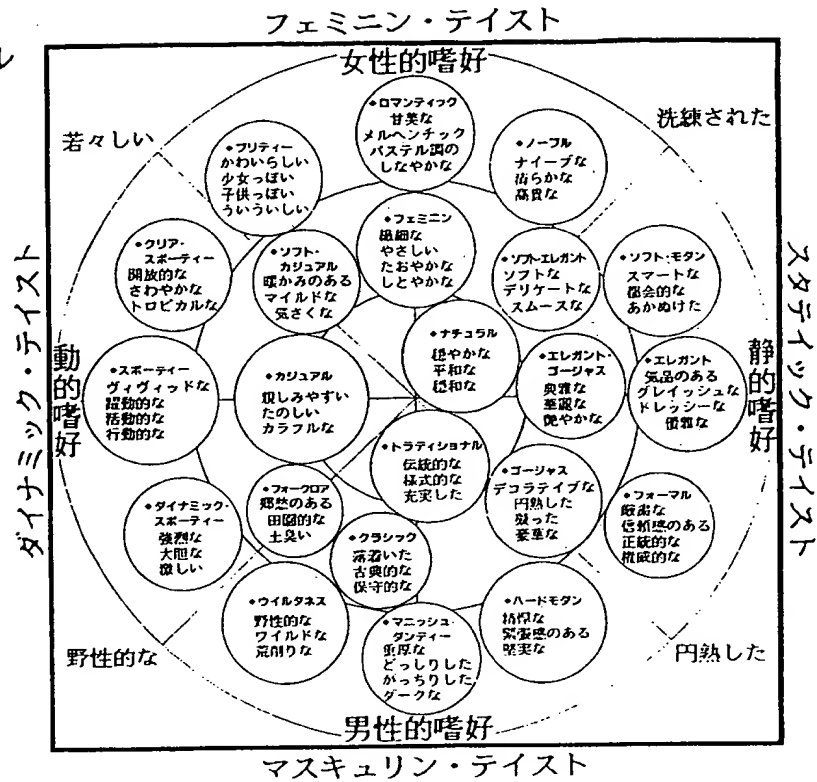 フェミニン・テイスト
ル
女性的嗜好
若々しい
洗練された
◆ロマンティック
甘美な
メルヘンチック
パステル調の
しなやかな
◆プリティー
かわいらしい
少女っぽい
子供っぽい
ういういしい
◆ノーブル
ナイーブな
清らかな
高貴な
◆クリア・
スポーティー
開放的な
さわやかな
トロピカルな
◆ソフト・
カジュアル
暖かみのある
マイルドな
気さくな
◆フェミニン
繊細な
やさしい
たおやかな
しとやかな
◆ソフト・エレガント
ソフトな
デリケートな
スムースな
◆ソフト・モダン
スマートな
都会的な
あかぬけた
ダイナミック・テイスト
動的嗜好
◆スポーティー
ヴィヴィッドな
躍動的な
活動的な
行動的な
◆カジュアル
親しみやすい
たのしい
カラフルな
◆ナチュラル
穏やかな
平和な
穏和な
◆エレガント・
ゴージャス
典雅な
華麗な
艶やかな
◆エレガント
気品のある
グレイッシュな
ドレッシーな
優雅な
静的嗜好
スタティック・テイスト
◆トラディショナル
伝統的な
様式的な
充実した
◆ダイナミック・
スポーティー
強烈な
大胆な
激しい
◆フォークロア
郷愁のある
田園的な
土臭い
◆クラシック
落着いた
古典的な
保守的な
◆ゴージャス
デコラティブな
円熟した
凝った
豪華な
◆フォーマル
厳粛な
信頼感のある
正統的な
権威的な
◆ワイルタネス
野性的な
ワイルドな
荒削りな
◆マニッシュ・
ダンディー
重厚な
どっしりした
がっちりした
ダークな
◆ハードモダン
精悍な
緊張感のある
堅実な
野性的な
円熟した
男性的嗜好
マスキュリン・テイスト